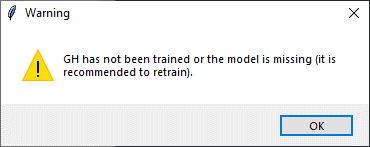 Warning
GH has not been trained or the model is missing (it is
recommended to retrain).
OK